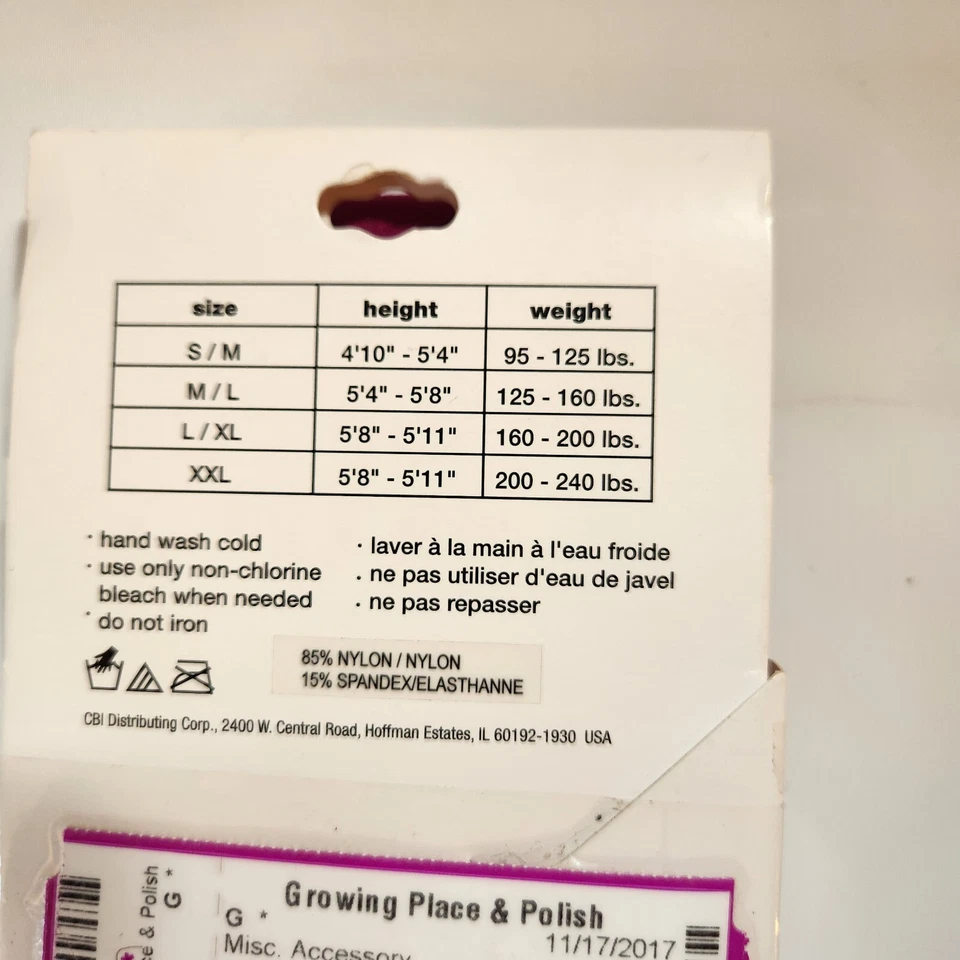 size height weight
S / M 4'10" - 5'4" 95 - 125 lbs.
M / L 5'4" - 5'8" 125 - 160 lbs.
L / XL 5'8" - 5'11" 160 - 200 lbs.
XXL 5'8" - 5'11" 200 - 240 lbs.
· hand wash cold
· use only non-chlorine
bleach when needed
· do not iron
· laver à la main à l'eau froide
· ne pas utiliser d'eau de javel
· ne pas repasser
85% NYLON / NYLON
15% SPANDEX/ELASTHANNE
CBI Distributing Corp., 2400 W. Central Road, Hoffman Estates, IL 60192-1930 USA
Growing Place & Polish
G *
Misc. Accessory 11/17/2017
ce & Polish
G *